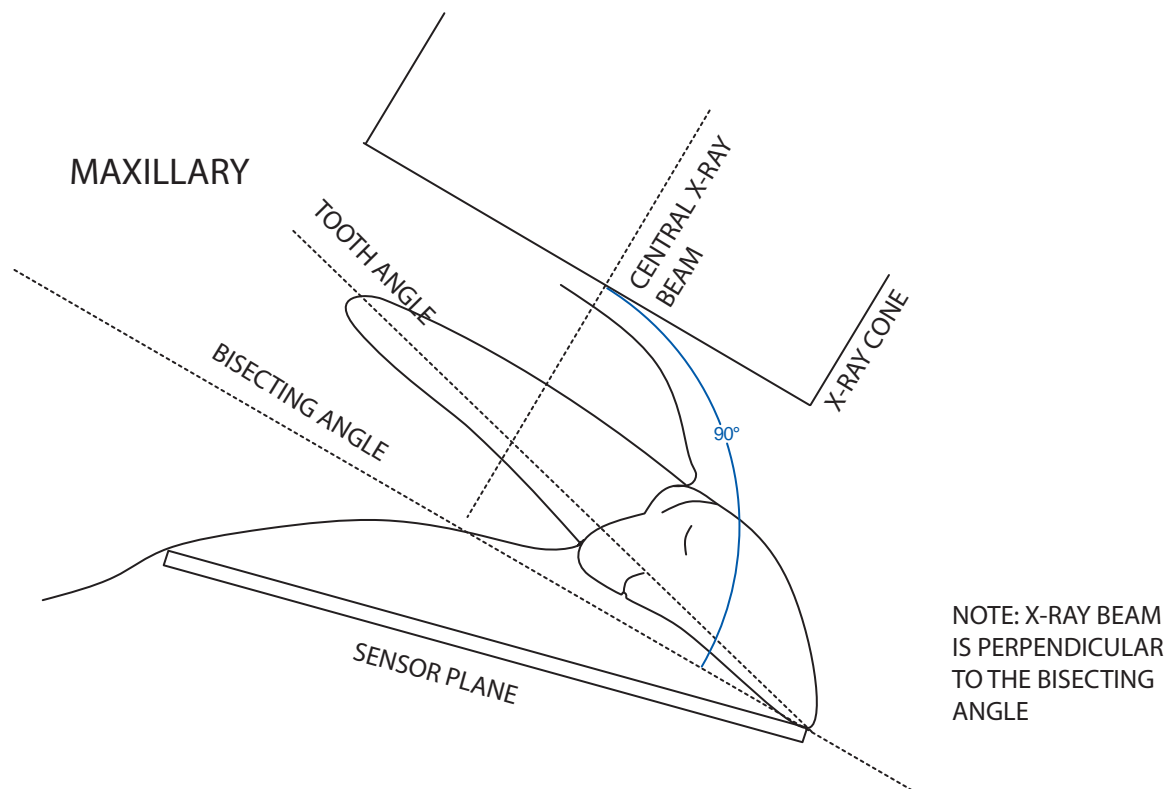 MAXILLARY
TOOTH ANGLE
CENTRAL X-RAY
BEAM
X-RAY CONE
BISECTING ANGLE
90°
SENSOR PLANE
NOTE: X-RAY BEAM
IS PERPENDICULAR
TO THE BISECTING
ANGLE